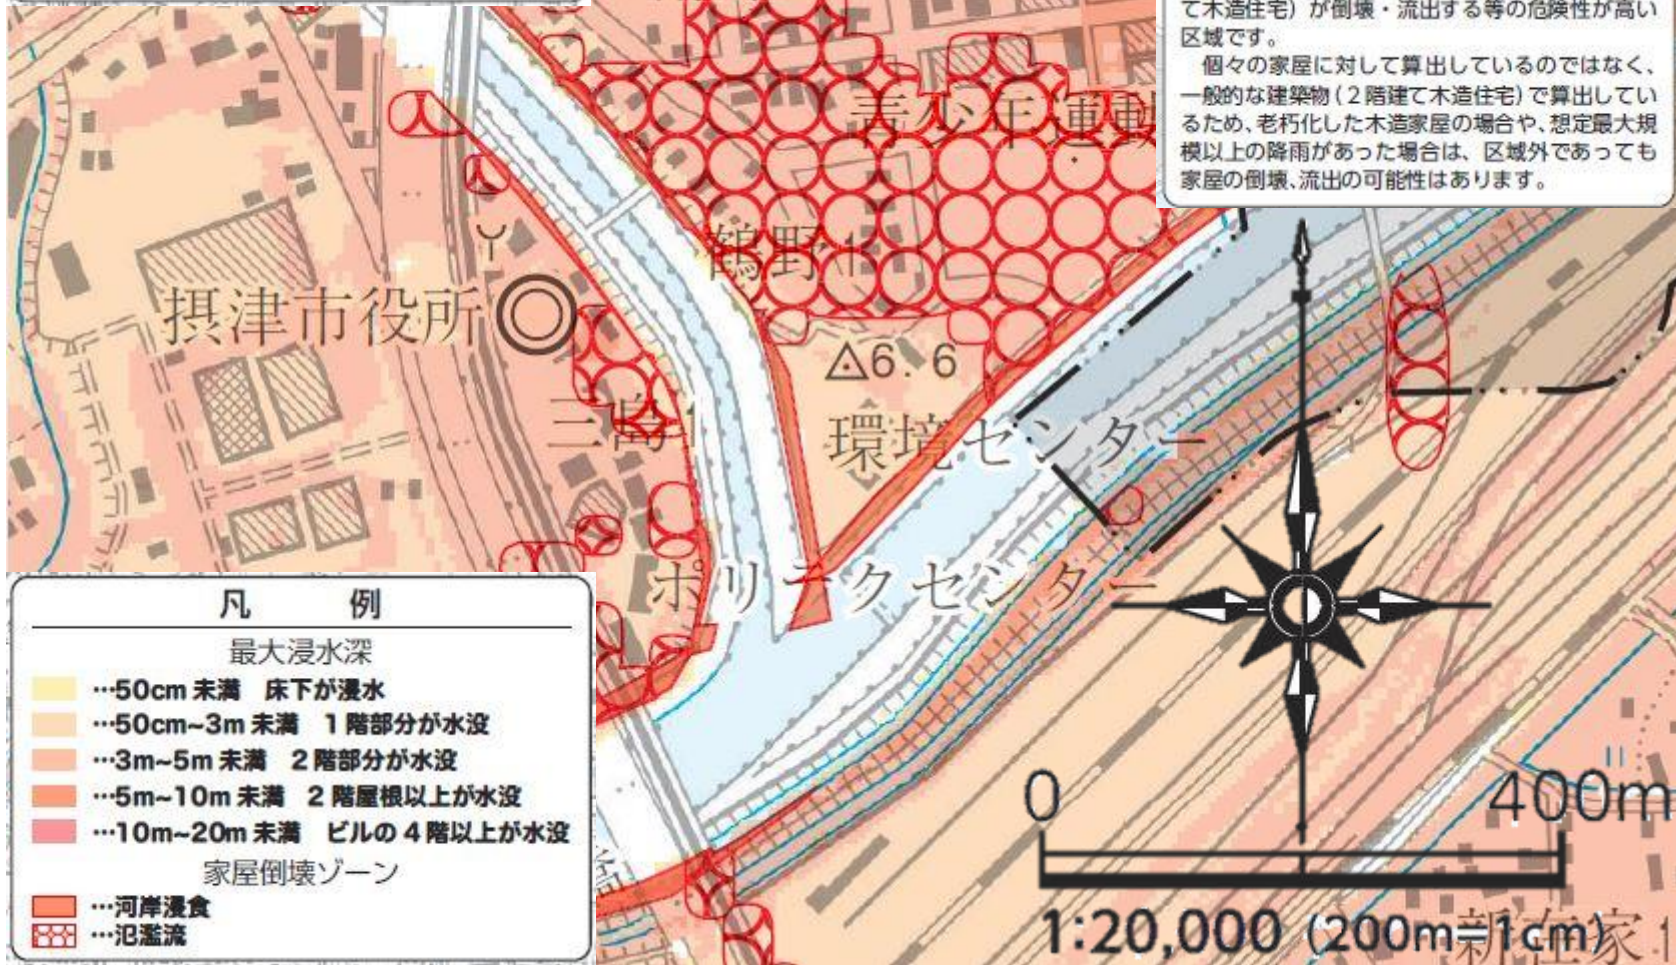 て木造住宅）が倒壊・流出する等の危険性が高い
区域です。
　個々の家屋に対して算出しているのではなく、
一般的な建築物(２階建て木造住宅)で算出してい
るため、老朽化した木造家屋の場合や、想定最大規
模以上の降雨があった場合は、区域外であっても
家屋の倒壊、流出の可能性はあります。
青少年運動
鶴野1
摂津市役所
△6.6
三島1
環境センター
ポリテクセンター
凡　例
最大浸水深
…50cm 未満　床下が浸水
…50cm~3m 未満　1 階部分が水没
…3m~5m 未満　2 階部分が水没
…5m~10m 未満　2 階屋根以上が水没
…10m~20m 未満　ビルの 4 階以上が水没
家屋倒壊ゾーン
…河岸浸食
…氾濫流
0
400m
1:20,000 (200m=1cm)
新在家1